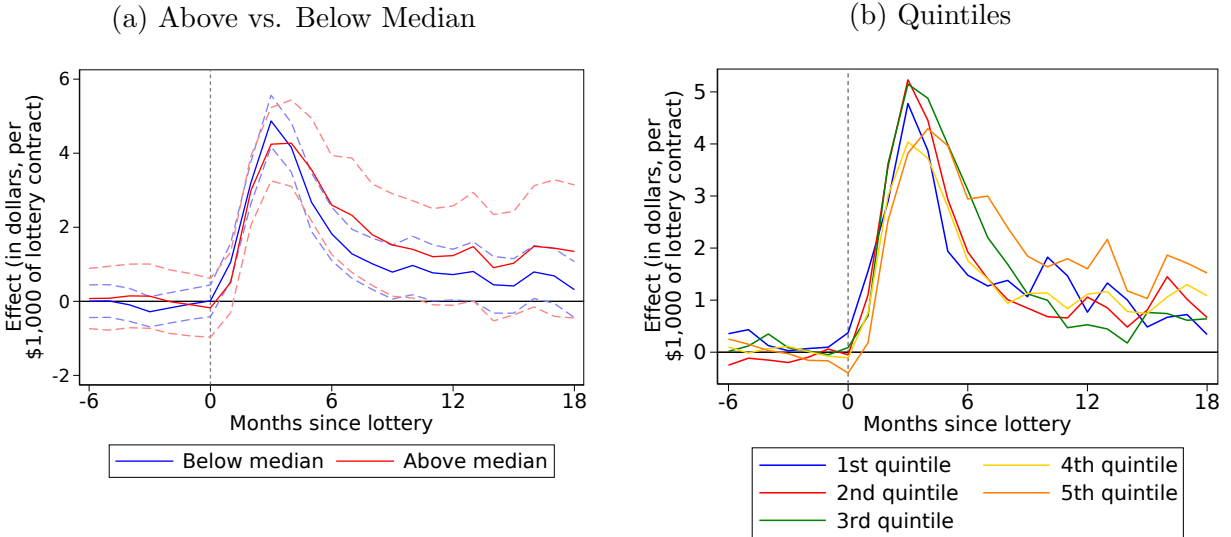 (a) Above vs. Below Median
Effect (in dollars, per
$1,000 of lottery contract)
6
4
2
0
-2
-6
0
6
12
18
Months since lottery
Below median
Above median
(b) Quintiles
Effect (in dollars, per
$1,000 of lottery contract)
5
4
3
2
1
0
-6
0
6
12
18
Months since lottery
1st quintile
4th quintile
2nd quintile
5th quintile
3rd quintile